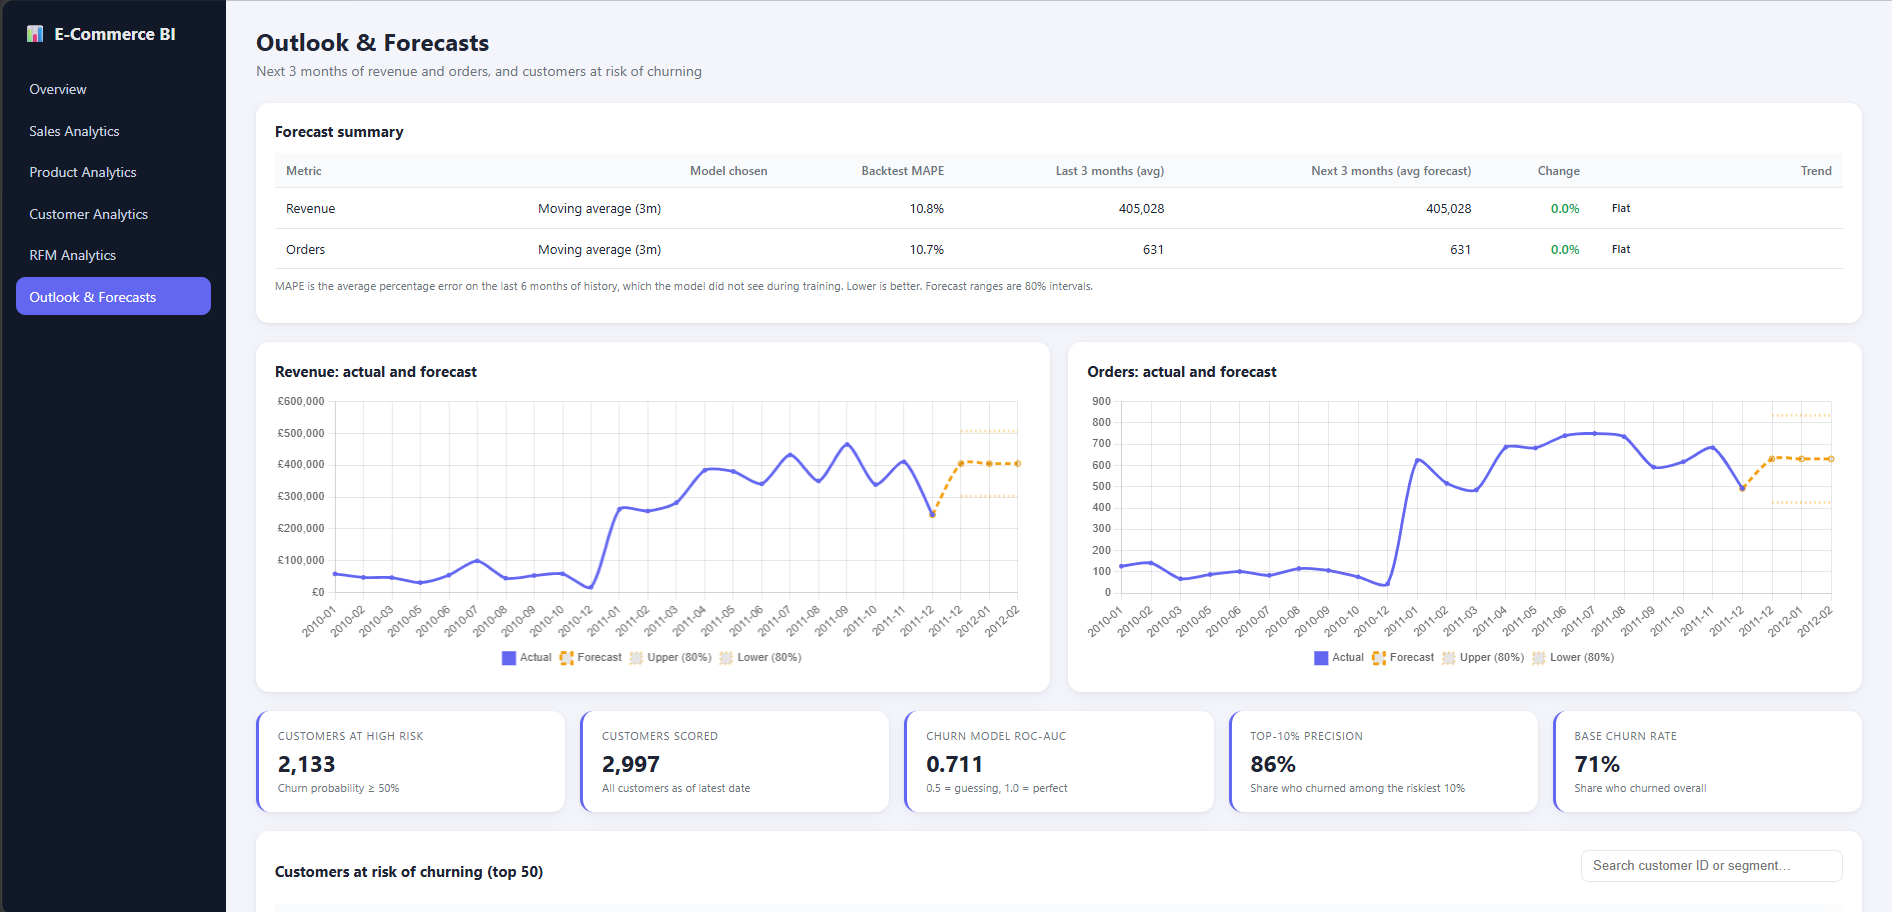 E-Commerce BI
Overview
Sales Analytics
Product Analytics
Customer Analytics
RFM Analytics
Outlook & Forecasts
Outlook & Forecasts
Next 3 months of revenue and orders, and customers at risk of churning
Forecast summary
Metric Model chosen Backtest MAPE Last 3 months (avg) Next 3 months (avg forecast) Change Trend
Revenue Moving average (3m) 10.8% 405,028 405,028 0.0% Flat
Orders Moving average (3m) 10.7% 631 631 0.0% Flat
MAPE is the average percentage error on the last 6 months of history, which the model did not see during training. Lower is better. Forecast ranges are 80% intervals.
Revenue: actual and forecast
£600,000
£500,000
£400,000
£300,000
£200,000
£100,000
£0
2010-01 2010-02 2010-03 2010-05 2010-06 2010-07 2010-08 2010-09 2010-10 2010-12 2011-01 2011-02 2011-03 2011-04 2011-05 2011-06 2011-07 2011-08 2011-09 2011-10 2011-11 2011-12 2011-12 2012-01 2012-02
Actual Forecast Upper (80%) Lower (80%)
Orders: actual and forecast
900
800
700
600
500
400
300
200
100
0
2010-01 2010-02 2010-03 2010-05 2010-06 2010-07 2010-08 2010-09 2010-10 2010-12 2011-01 2011-02 2011-03 2011-04 2011-05 2011-06 2011-07 2011-08 2011-09 2011-10 2011-11 2011-12 2011-12 2012-01 2012-02
Actual Forecast Upper (80%) Lower (80%)
CUSTOMERS AT HIGH RISK
2,133
Churn probability ≥ 50%
CUSTOMERS SCORED
2,997
All customers as of latest date
CHURN MODEL ROC-AUC
0.711
0.5 = guessing, 1.0 = perfect
TOP-10% PRECISION
86%
Share who churned among the riskiest 10%
BASE CHURN RATE
71%
Share who churned overall
Customers at risk of churning (top 50)
Search customer ID or segment...